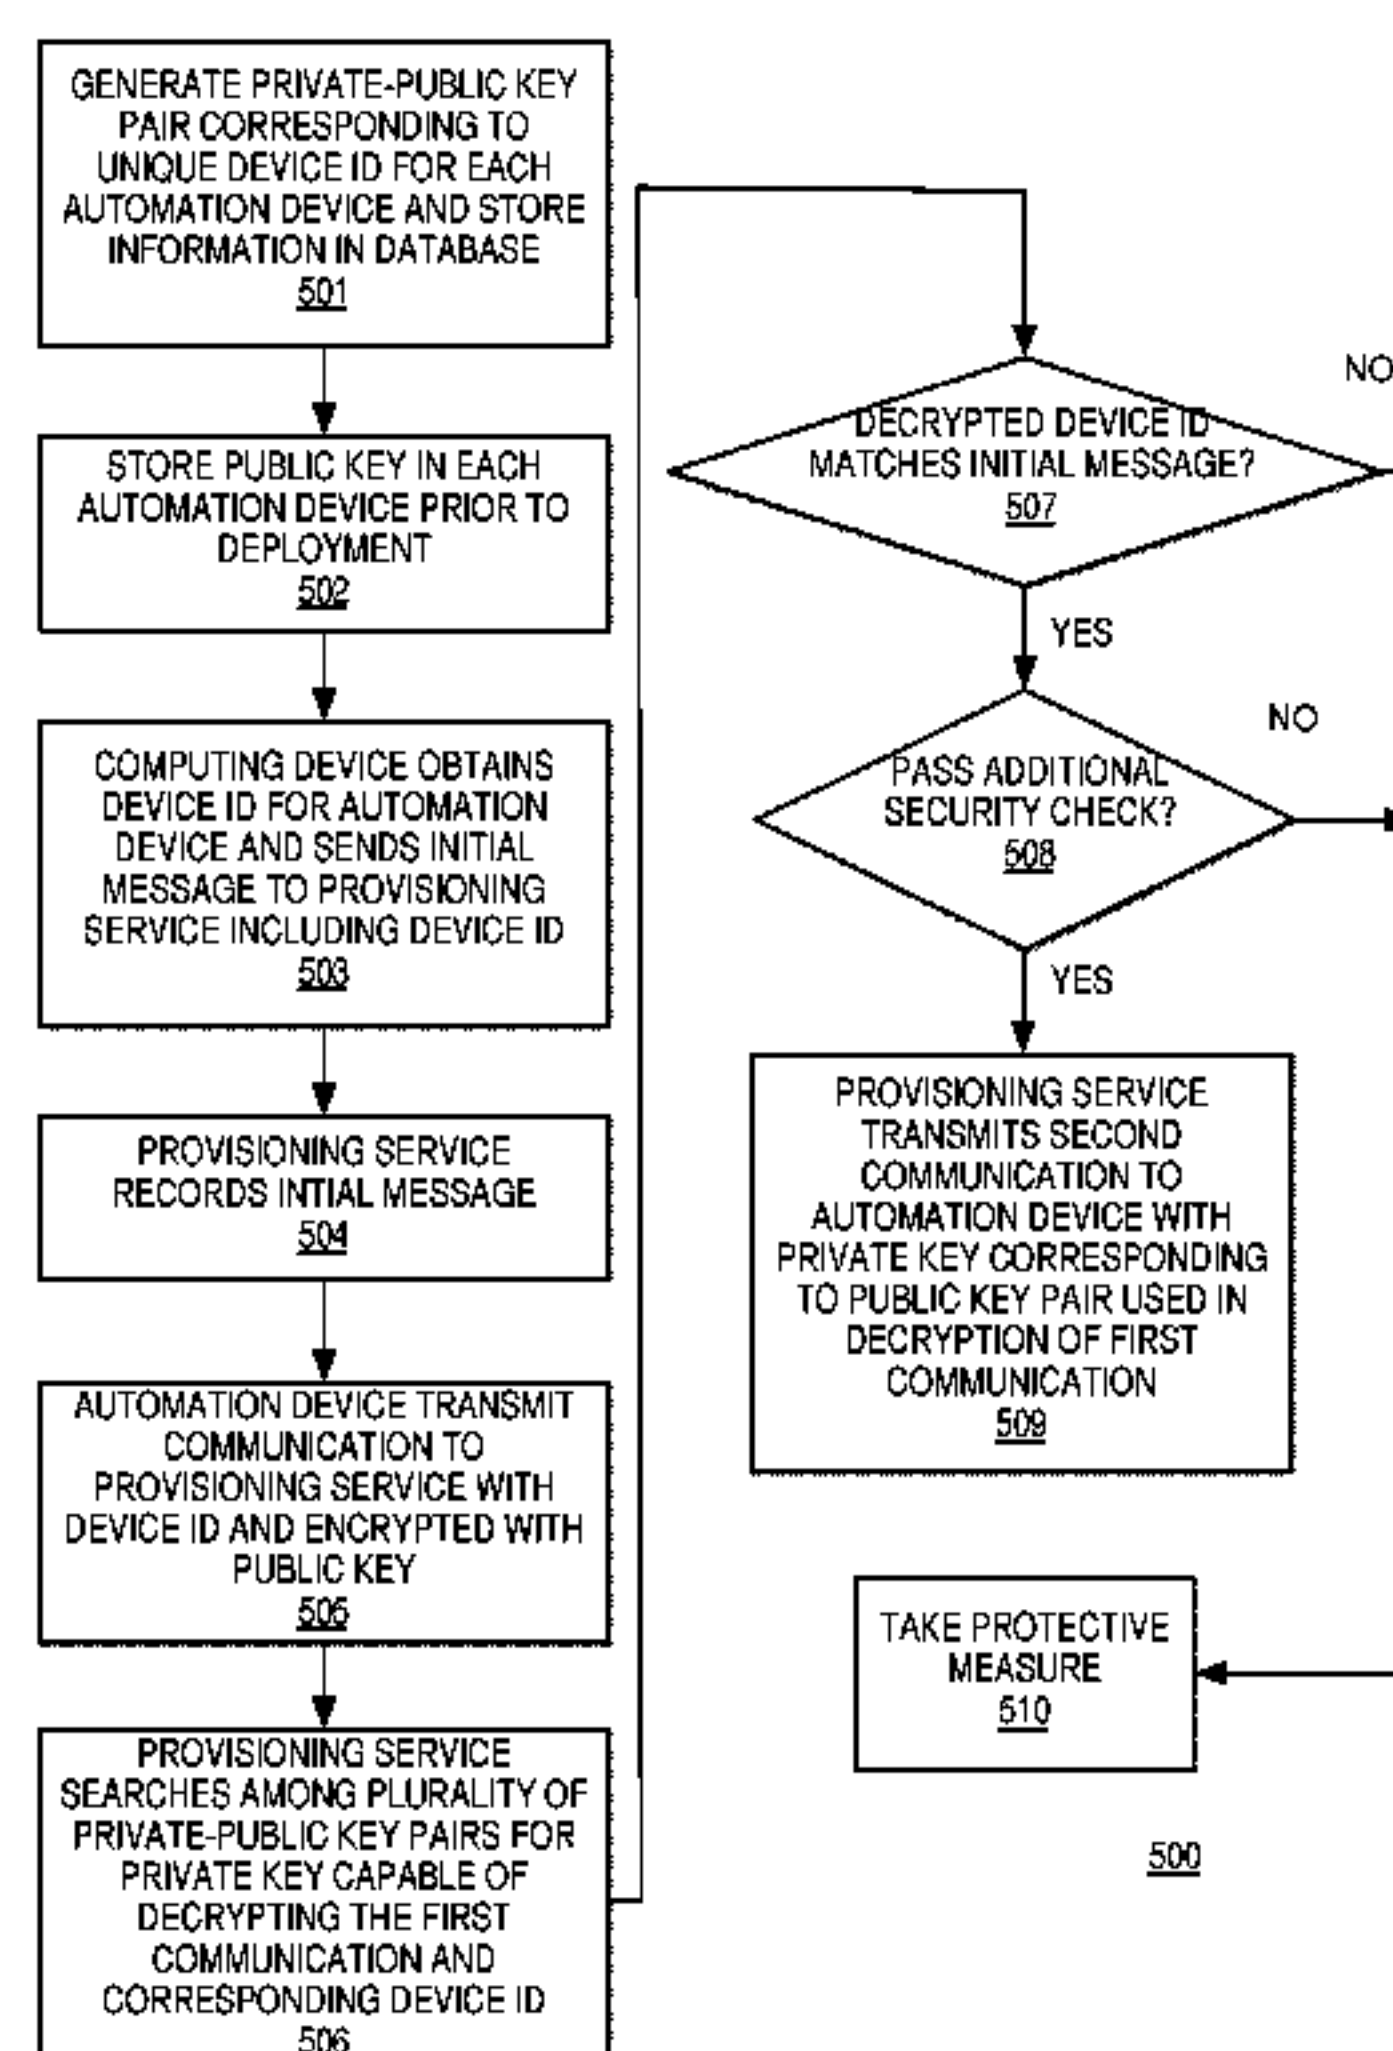 GENERATE PRIVATE-PUBLIC KEY
PAIR CORRESPONDING TO
UNIQUE DEVICE ID FOR EACH
AUTOMATION DEVICE AND STORE
INFORMATION IN DATABASE
501
STORE PUBLIC KEY IN EACH
AUTOMATION DEVICE PRIOR TO
DEPLOYMENT
502
COMPUTING DEVICE OBTAINS
DEVICE ID FOR AUTOMATION
DEVICE AND SENDS INITIAL
MESSAGE TO PROVISIONING
SERVICE INCLUDING DEVICE ID
503
PROVISIONING SERVICE
RECORDS INTIAL MESSAGE
504
AUTOMATION DEVICE TRANSMIT
COMMUNICATION TO
PROVISIONING SERVICE WITH
DEVICE ID AND ENCRYPTED WITH
PUBLIC KEY
505
PROVISIONING SERVICE
SEARCHES AMONG PLURALITY OF
PRIVATE-PUBLIC KEY PAIRS FOR
PRIVATE KEY CAPABLE OF
DECRYPTING THE FIRST
COMMUNICATION AND
CORRESPONDING DEVICE ID
506
DECRYPTED DEVICE ID
MATCHES INITIAL MESSAGE?
507
NO
YES
PASS ADDITIONAL
SECURITY CHECK?
508
NO
YES
PROVISIONING SERVICE
TRANSMITS SECOND
COMMUNICATION TO
AUTOMATION DEVICE WITH
PRIVATE KEY CORRESPONDING
TO PUBLIC KEY PAIR USED IN
DECRYPTION OF FIRST
COMMUNICATION
509
TAKE PROTECTIVE
MEASURE
510
500